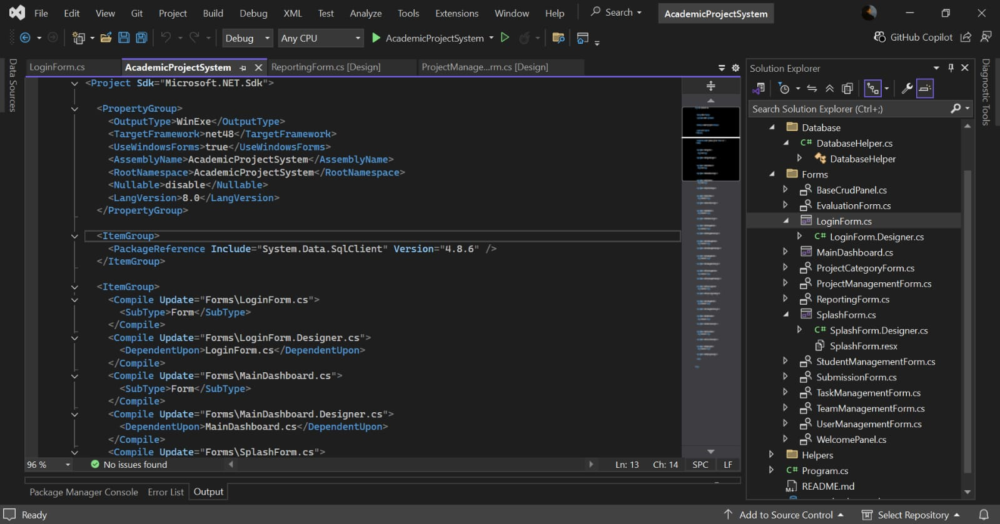 File Edit View Git Project Build Debug XML Test Analyze Tools Extensions Window Help Search AcademicProjectSystem
Debug Any CPU AcademicProjectSystem GitHub Copilot
Data Sources
LoginForm.cs AcademicProjectSystem ReportingForm.cs [Design] ProjectManage...rm.cs [Design]
<Project Sdk="Microsoft.NET.Sdk">
<PropertyGroup>
<OutputType>WinExe</OutputType>
<TargetFramework>net48</TargetFramework>
<UseWindowsForms>true</UseWindowsForms>
<AssemblyName>AcademicProjectSystem</AssemblyName>
<RootNamespace>AcademicProjectSystem</RootNamespace>
<Nullable>disable</Nullable>
<LangVersion>8.0</LangVersion>
</PropertyGroup>
<ItemGroup>
<PackageReference Include="System.Data.SqlClient" Version="4.8.6" />
</ItemGroup>
<ItemGroup>
<Compile Update="Forms\LoginForm.cs">
<SubType>Form</SubType>
</Compile>
<Compile Update="Forms\LoginForm.Designer.cs">
<DependentUpon>LoginForm.cs</DependentUpon>
</Compile>
<Compile Update="Forms\MainDashboard.cs">
<SubType>Form</SubType>
</Compile>
<Compile Update="Forms\MainDashboard.Designer.cs">
<DependentUpon>MainDashboard.cs</DependentUpon>
</Compile>
<Compile Update="Forms\SplashForm.cs">
96 % No issues found Ln: 13 Ch: 14 SPC LF
Package Manager Console Error List Output
Solution Explorer
Search Solution Explorer (Ctrl+;)
Database
C# DatabaseHelper.cs
DatabaseHelper
Forms
BaseCrudPanel.cs
EvaluationForm.cs
LoginForm.cs
C# LoginForm.Designer.cs
MainDashboard.cs
ProjectCategoryForm.cs
ProjectManagementForm.cs
ReportingForm.cs
SplashForm.cs
C# SplashForm.Designer.cs
SplashForm.resx
StudentManagementForm.cs
SubmissionForm.cs
TaskManagementForm.cs
TeamManagementForm.cs
UserManagementForm.cs
WelcomePanel.cs
Helpers
C# Program.cs
README.md
Diagnostic Tools
Ready Add to Source Control Select Repository